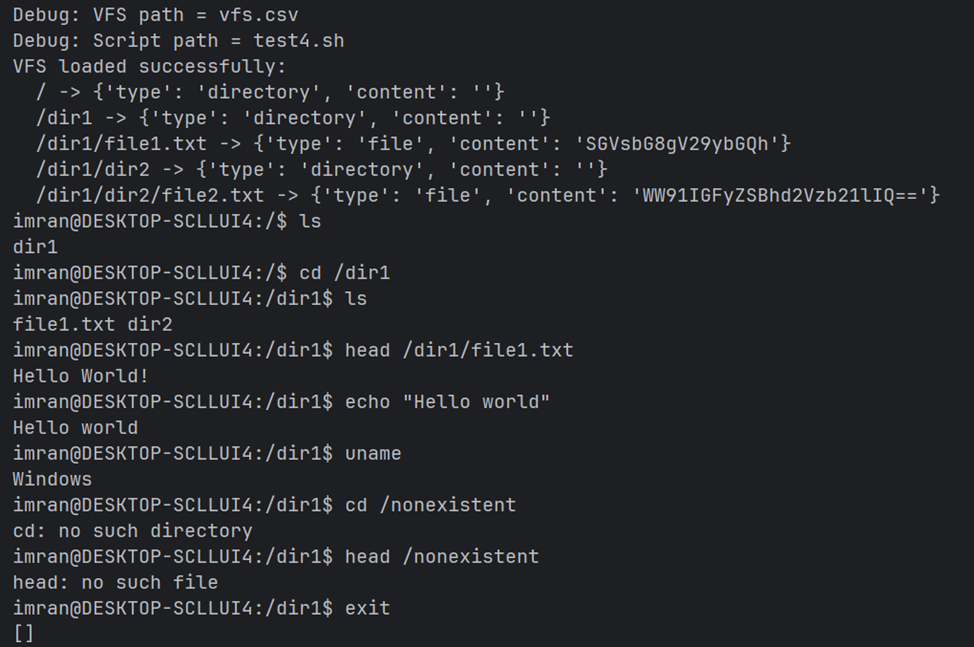 Debug: VFS path = vfs.csv
Debug: Script path = test4.sh
VFS loaded successfully:
  / -> {'type': 'directory', 'content': ''}
  /dir1 -> {'type': 'directory', 'content': ''}
  /dir1/file1.txt -> {'type': 'file', 'content': 'SGVsbG8gV29ybGQh'}
  /dir1/dir2 -> {'type': 'directory', 'content': ''}
  /dir1/dir2/file2.txt -> {'type': 'file', 'content': 'WW91IGFyZSBhd2Vzb21lIQ=='}
imran@DESKTOP-SCLLUI4:/$ ls
dir1
imran@DESKTOP-SCLLUI4:/$ cd /dir1
imran@DESKTOP-SCLLUI4:/dir1$ ls
file1.txt dir2
imran@DESKTOP-SCLLUI4:/dir1$ head /dir1/file1.txt
Hello World!
imran@DESKTOP-SCLLUI4:/dir1$ echo "Hello world"
Hello world
imran@DESKTOP-SCLLUI4:/dir1$ uname
Windows
imran@DESKTOP-SCLLUI4:/dir1$ cd /nonexistent
cd: no such directory
imran@DESKTOP-SCLLUI4:/dir1$ head /nonexistent
head: no such file
imran@DESKTOP-SCLLUI4:/dir1$ exit
[]